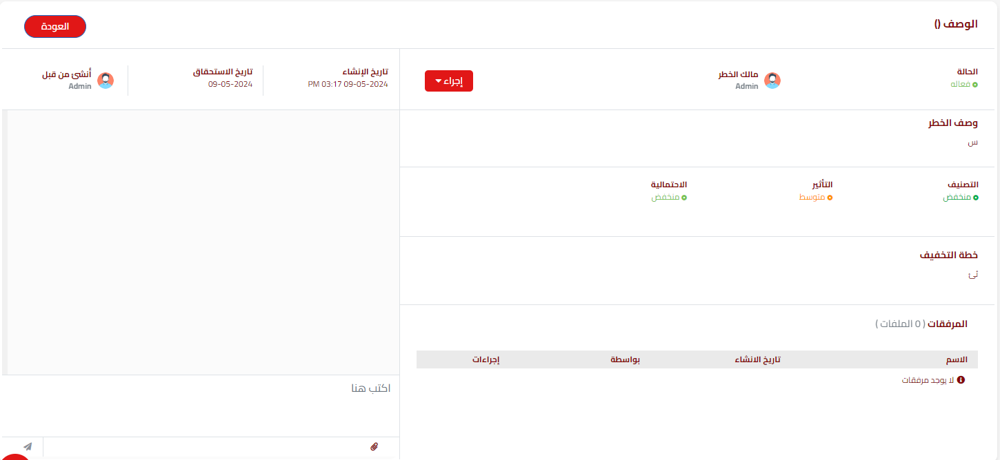 الوصف ()
العودة
الحالة
فعاله
مالك الخطر
Admin
إجراء
تاريخ الإنشاء
09-05-2024 03:17 PM
تاريخ الاستحقاق
09-05-2024
أنشئ من قبل
Admin
وصف الخطر
س
التصنيف
منخفض
التأثير
متوسط
الاحتمالية
منخفض
خطة التخفيف
ئى
المرفقات ( 0 الملفات )
الاسم تاريخ الانشاء بواسطة إجراءات
لا يوجد مرفقات
اكتب هنا